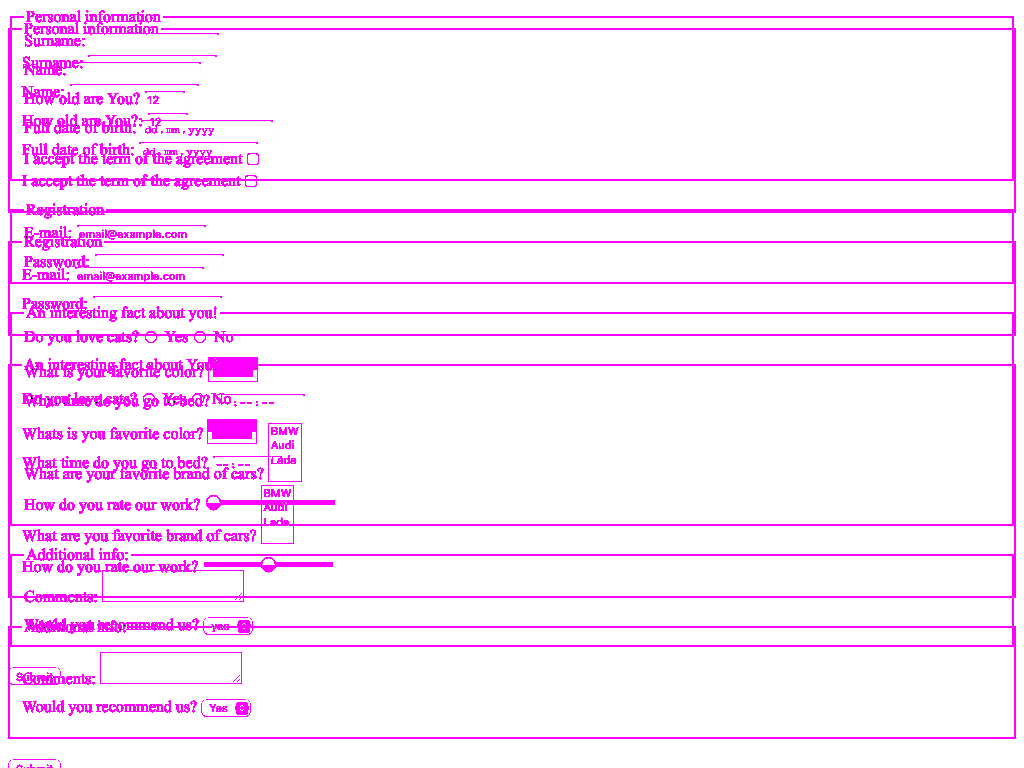 Personal information
Personal information
Surname:
Surname:
Name:
Name:
How old are You? 12
How old are You?: 12
Full date of birth: dd.mm.yyyy
Full date of birth: dd.mm.yyyy
I accept the term of the agreement
I accept the term of the agreement
Registration
E-mail: email@example.com
Registration
Password:
E-mail: email@example.com
Password:
An interesting fact about you!
Do you love cats? Yes No
An interesting fact about You
What is your favorite color?
Do you love cats? Yes No
What time do you go to bed? --:--
Whats is you favorite color?
BMW
Audi
Lada
What time do you go to bed? --:--
What are your favorite brand of cars?
BMW
Audi
Lada
How do you rate our work?
What are you favorite brand of cars?
Additional info:
How do you rate our work?
Comments:
Would you recommend us? yes
Additional info:
Submit
Comments:
Would you recommend us? Yes
Submit